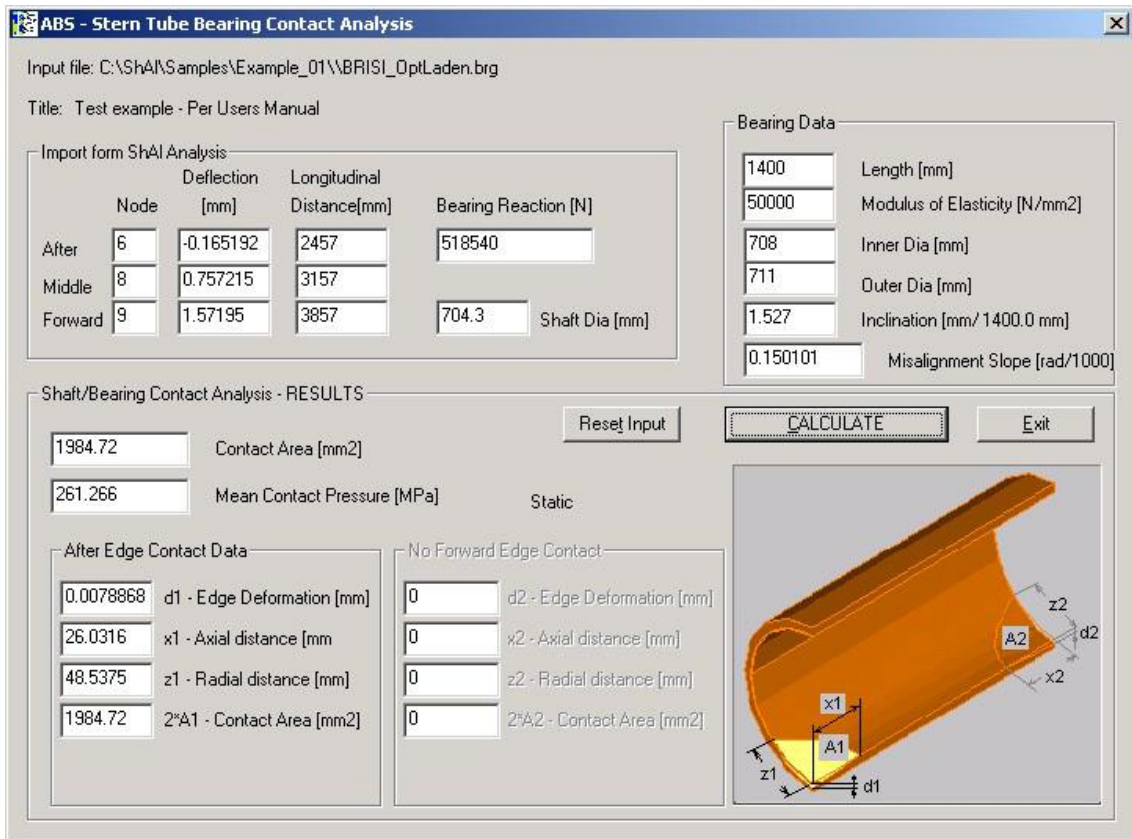 ABS - Stern Tube Bearing Contact Analysis
Input file: C:\ShAl\Samples\Example_01\\BRISI_OptLaden.brg
Title: Test example - Per Users Manual
Import form ShAl Analysis
Deflection Longitudinal
Node [mm] Distance[mm] Bearing Reaction [N]
After 6 -0.165192 2457 518540
Middle 8 0.757215 3157
Forward 9 1.57195 3857 704.3 Shaft Dia [mm]
Bearing Data
1400 Length [mm]
50000 Modulus of Elasticity [N/mm2]
708 Inner Dia [mm]
711 Outer Dia [mm]
1.527 Inclination [mm/ 1400.0 mm]
0.150101 Misalignment Slope [rad/1000]
Shaft/Bearing Contact Analysis - RESULTS
Reset Input CALCULATE Exit
1984.72 Contact Area [mm2]
261.266 Mean Contact Pressure [MPa] Static
After Edge Contact Data
0.0078868 d1 - Edge Deformation [mm]
26.0316 x1 - Axial distance [mm
48.5375 z1 - Radial distance [mm]
1984.72 2*A1 - Contact Area [mm2]
No Forward Edge Contact
0 d2 - Edge Deformation [mm]
0 x2 - Axial distance [mm]
0 z2 - Radial distance [mm]
0 2*A2 - Contact Area [mm2]
z2
A2 d2
x2
x1
A1
z1
d1